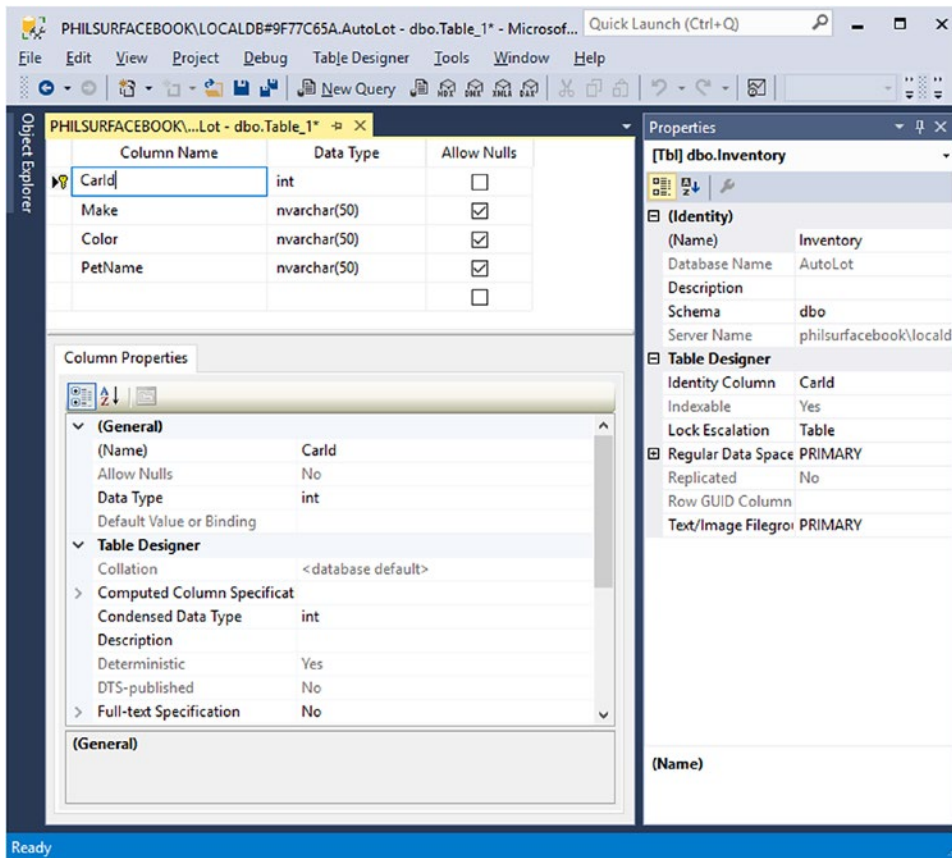 PHILSURFACEBOOK\LOCALDB#9F77C65A.AutoLot - dbo.Table_1* - Microsof... Quick Launch (Ctrl+Q)
File Edit View Project Debug Table Designer Tools Window Help
New Query MDX DMX XMLA DAX
Object Explorer
PHILSURFACEBOOK\...Lot - dbo.Table_1*
Column Name Data Type Allow Nulls
CarId int
Make nvarchar(50)
Color nvarchar(50)
PetName nvarchar(50)
Column Properties
(General)
(Name) CarId
Allow Nulls No
Data Type int
Default Value or Binding
Table Designer
Collation <database default>
Computed Column Specificat
Condensed Data Type int
Description
Deterministic Yes
DTS-published No
Full-text Specification No
(General)
Properties
[Tbl] dbo.Inventory
(Identity)
(Name) Inventory
Database Name AutoLot
Description
Schema dbo
Server Name philsurfacebook\locald
Table Designer
Identity Column CarId
Indexable Yes
Lock Escalation Table
Regular Data Space PRIMARY
Replicated No
Row GUID Column
Text/Image Filegrou PRIMARY
(Name)
Ready